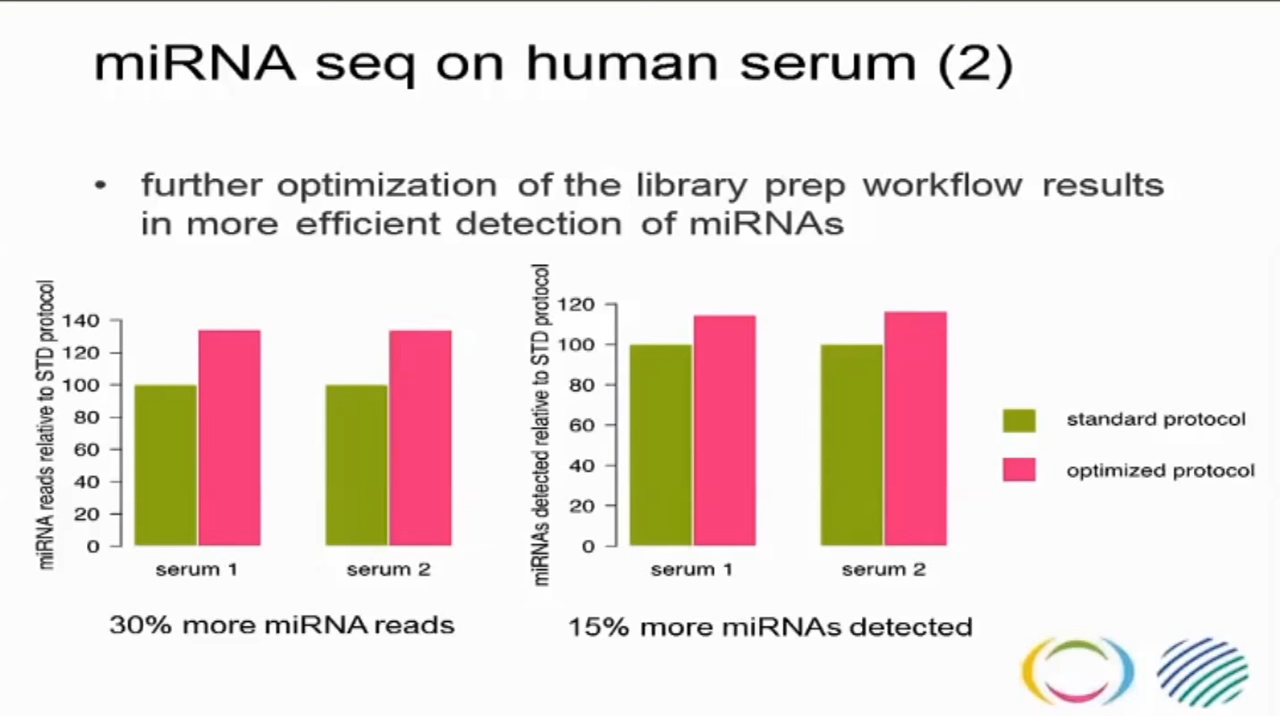 miRNA seq on human serum (2)
• further optimization of the library prep workflow results
in more efficient detection of miRNAs
miRNA reads relative to STD protocol
140
120
100
80
60
40
20
0
serum 1
serum 2
30% more miRNA reads
miRNAs detected relative to STD protocol
120
100
80
60
40
20
0
serum 1
serum 2
15% more miRNAs detected
standard protocol
optimized protocol